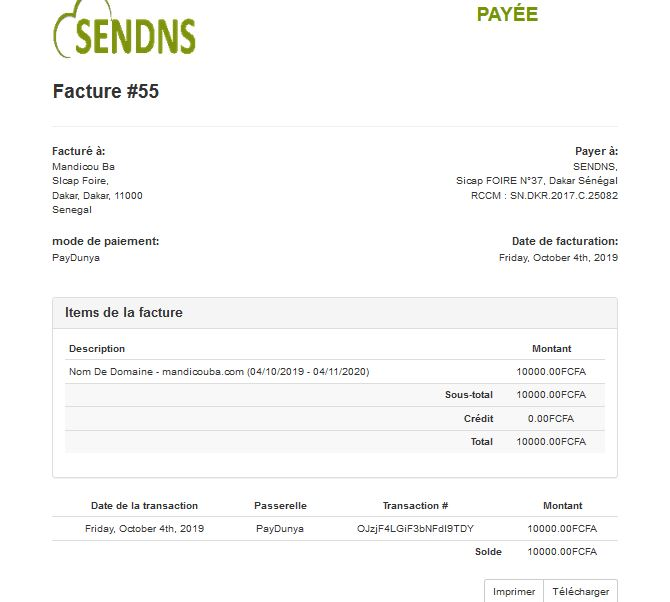 SENDNS
PAYÉE
Facture #55
Facturé à:
Mandicou Ba
SIcap Foire,
Dakar, Dakar, 11000
Senegal
Payer à:
SENDNS,
Sicap FOIRE N°37, Dakar Sénégal
RCCM : SN.DKR.2017.C.25082
mode de paiement:
PayDunya
Date de facturation:
Friday, October 4th, 2019
Items de la facture
Description Montant
Nom De Domaine - mandicouba.com (04/10/2019 - 04/11/2020) 10000.00FCFA
Sous-total 10000.00FCFA
Crédit 0.00FCFA
Total 10000.00FCFA
Date de la transaction Passerelle Transaction # Montant
Friday, October 4th, 2019 PayDunya OJzjF4LGiF3bNFdI9TDY 10000.00FCFA
Solde 10000.00FCFA
Imprimer Télécharger